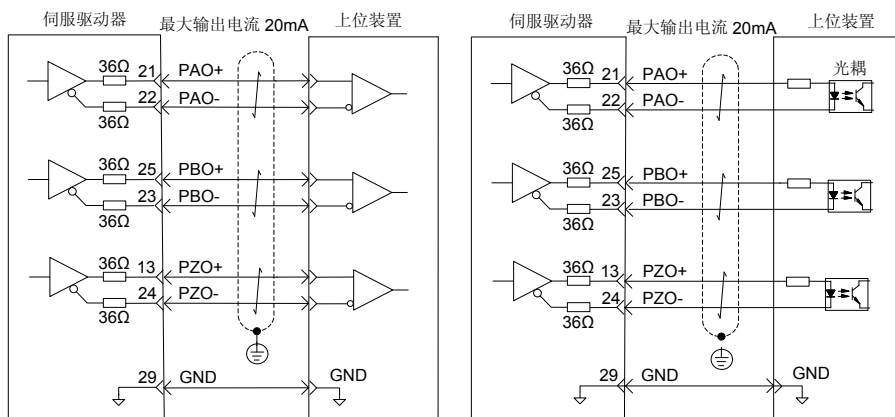 伺服驱动器 最大输出电流 20mA 上位装置
36Ω 21 PAO+
22 PAO-
36Ω
36Ω 25 PBO+
23 PBO-
36Ω
36Ω 13 PZO+
24 PZO-
36Ω
29 GND GND
伺服驱动器 最大输出电流 20mA 上位装置
光耦
36Ω 21 PAO+
22 PAO-
36Ω
36Ω 25 PBO+
23 PBO-
36Ω
36Ω 13 PZO+
24 PZO-
36Ω
29 GND GND